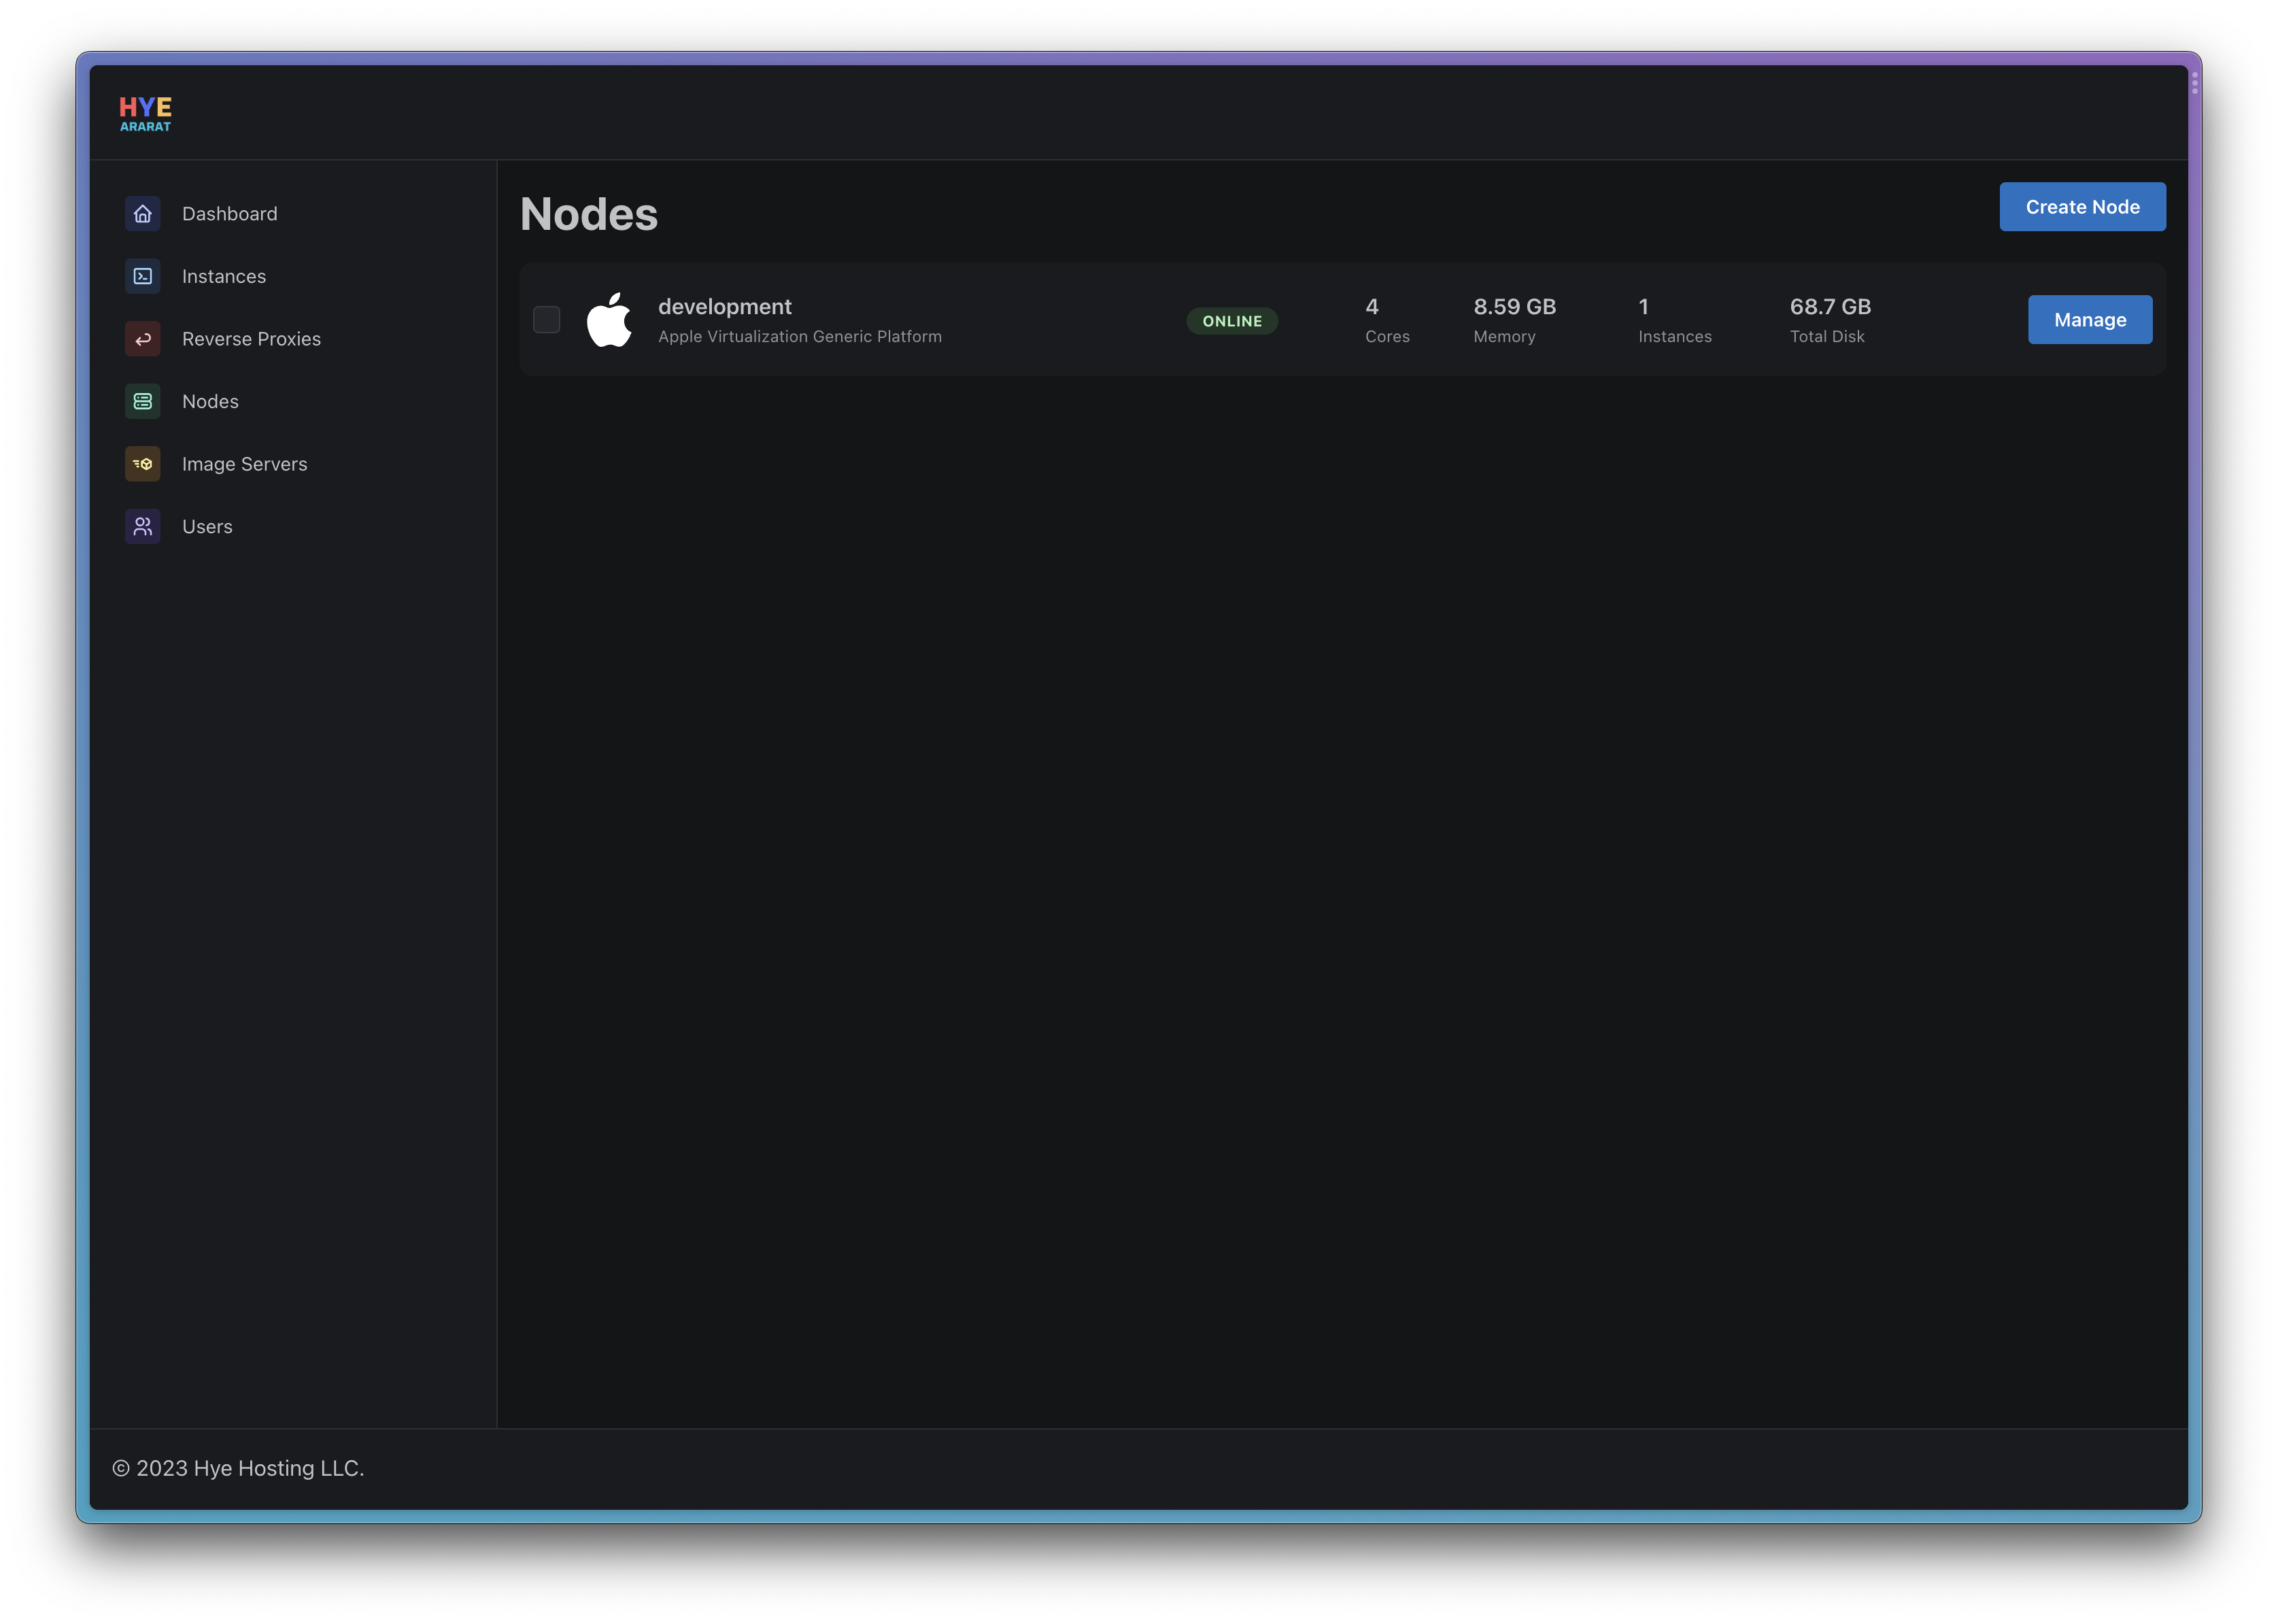 HYE
ARARAT
Dashboard
Instances
Reverse Proxies
Nodes
Image Servers
Users
Nodes
Create Node
development
Apple Virtualization Generic Platform
ONLINE
4
Cores
8.59 GB
Memory
1
Instances
68.7 GB
Total Disk
Manage
© 2023 Hye Hosting LLC.